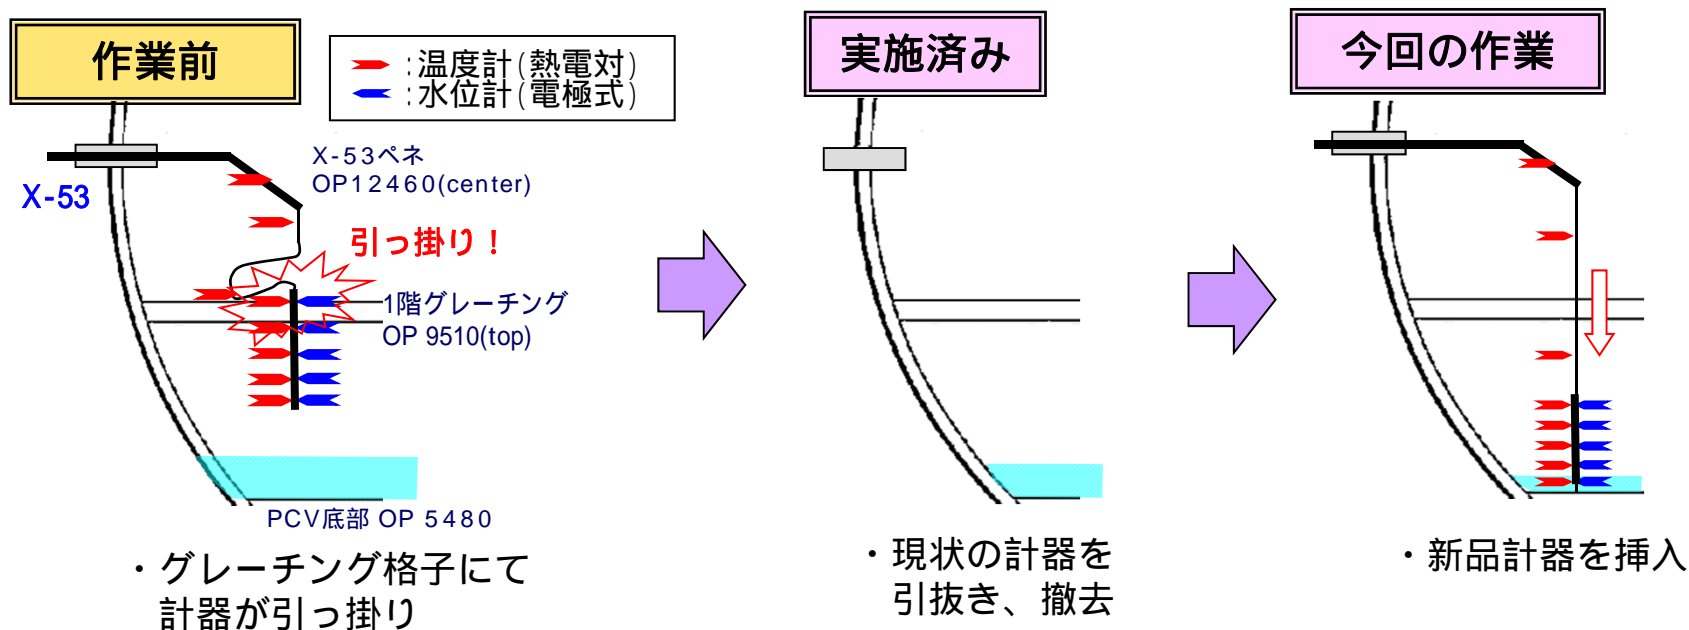 作業前
:温度計(熱電対)
:水位計(電極式)
実施済み
今回の作業
X-53
X-53ペネ
OP12460(center)
引っ掛り！
1階グレーチング
OP 9510(top)
PCV底部 OP 5480
・グレーチング格子にて
計器が引っ掛り
・現状の計器を
引抜き、撤去
・新品計器を挿入